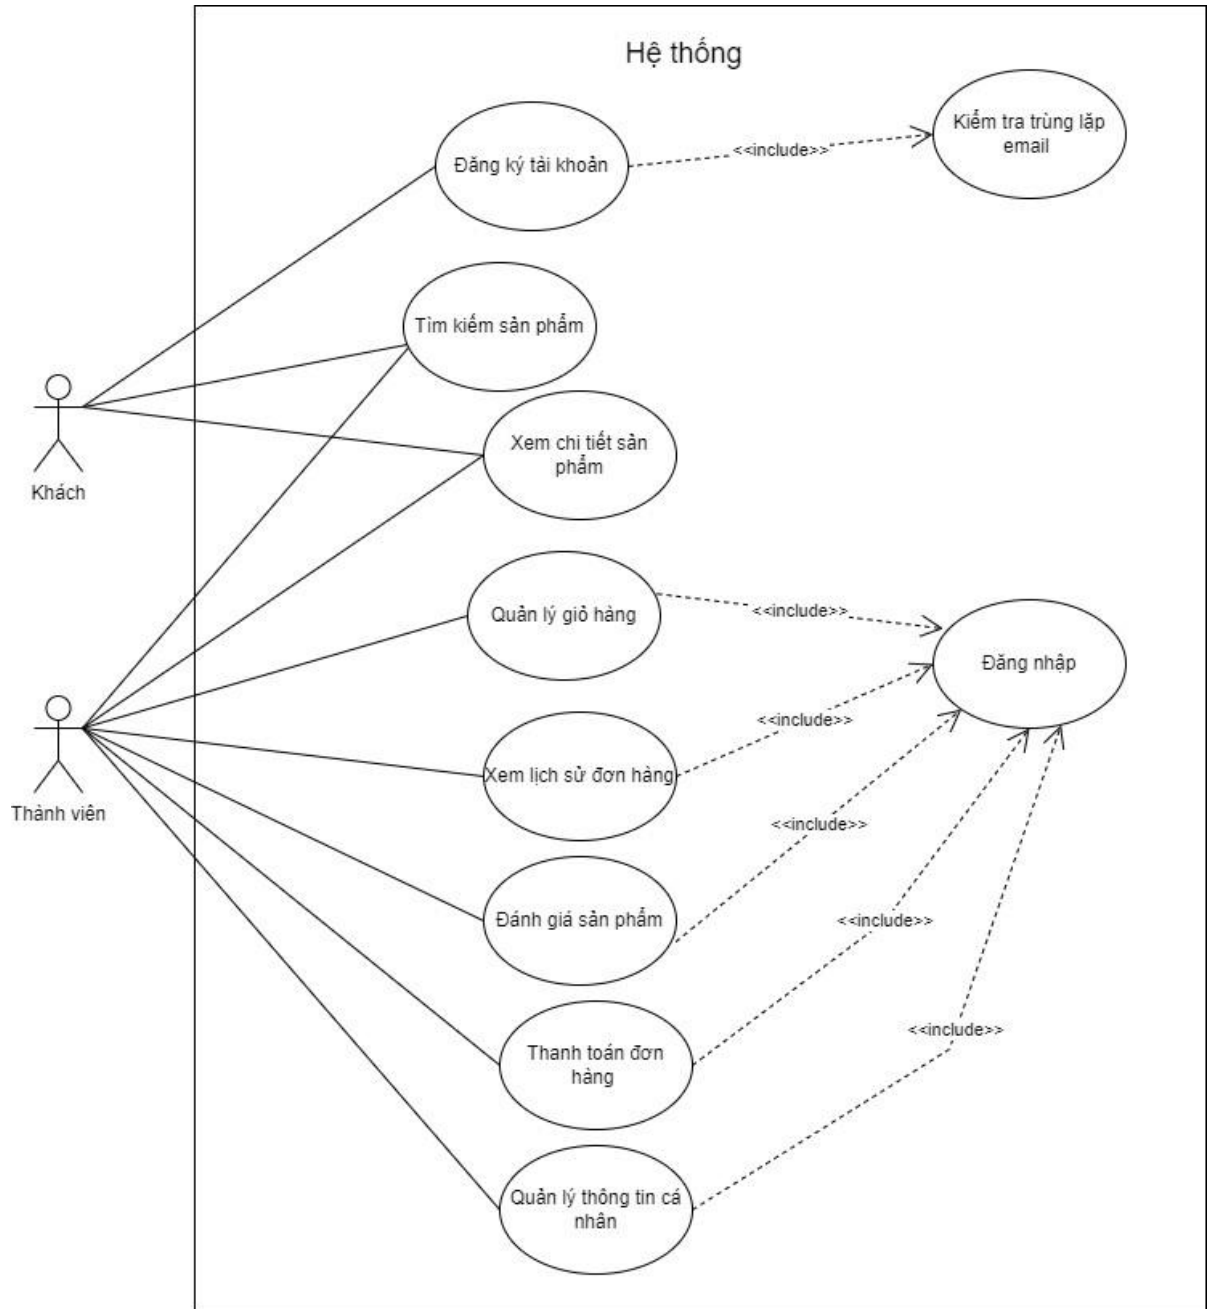 Hệ thống
Kiểm tra trùng lặp
email
<<include>>
Đăng ký tài khoản
Tìm kiếm sản phẩm
Xem chi tiết sản
phẩm
Khách
Quản lý giỏ hàng
<<include>>
Đăng nhập
<<include>>
Xem lịch sử đơn hàng
Thành viên
<<include>>
Đánh giá sản phẩm
<<include>>
Thanh toán đơn
hàng
<<include>>
Quản lý thông tin cá
nhân